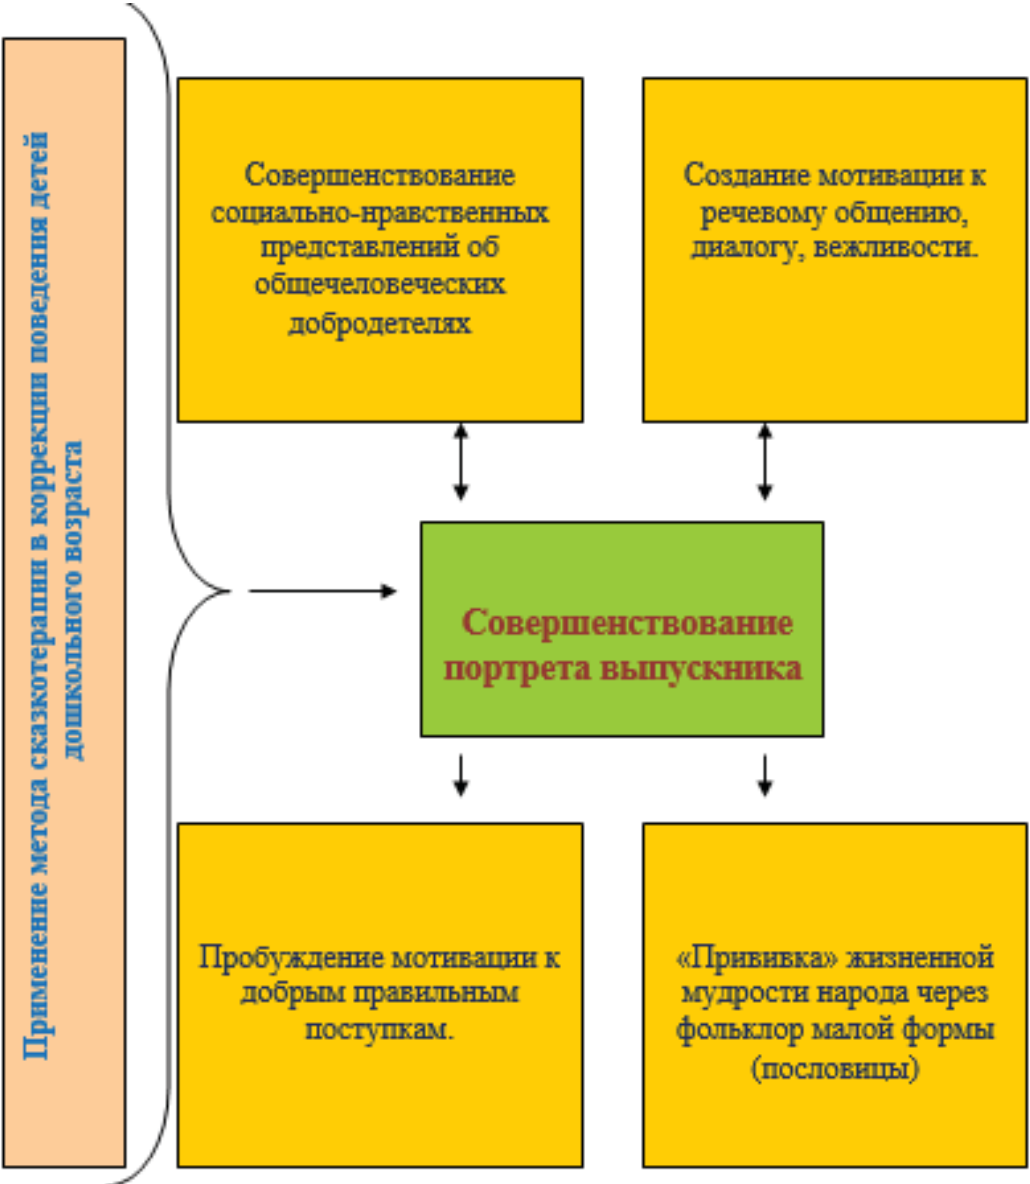 Применение метода сказкотерапии в коррекции поведения детей
дошкольного возраста
Совершенствование
социально-нравственных
представлений об
общечеловеческих
добродетелях
Создание мотивации к
речевому общению,
диалогу, вежливости.
Совершенствование
портрета выпускника
Пробуждение мотивации к
добрым правильным
поступкам.
«Прививка» жизненной
мудрости народа через
фольклор малой формы
(пословицы)